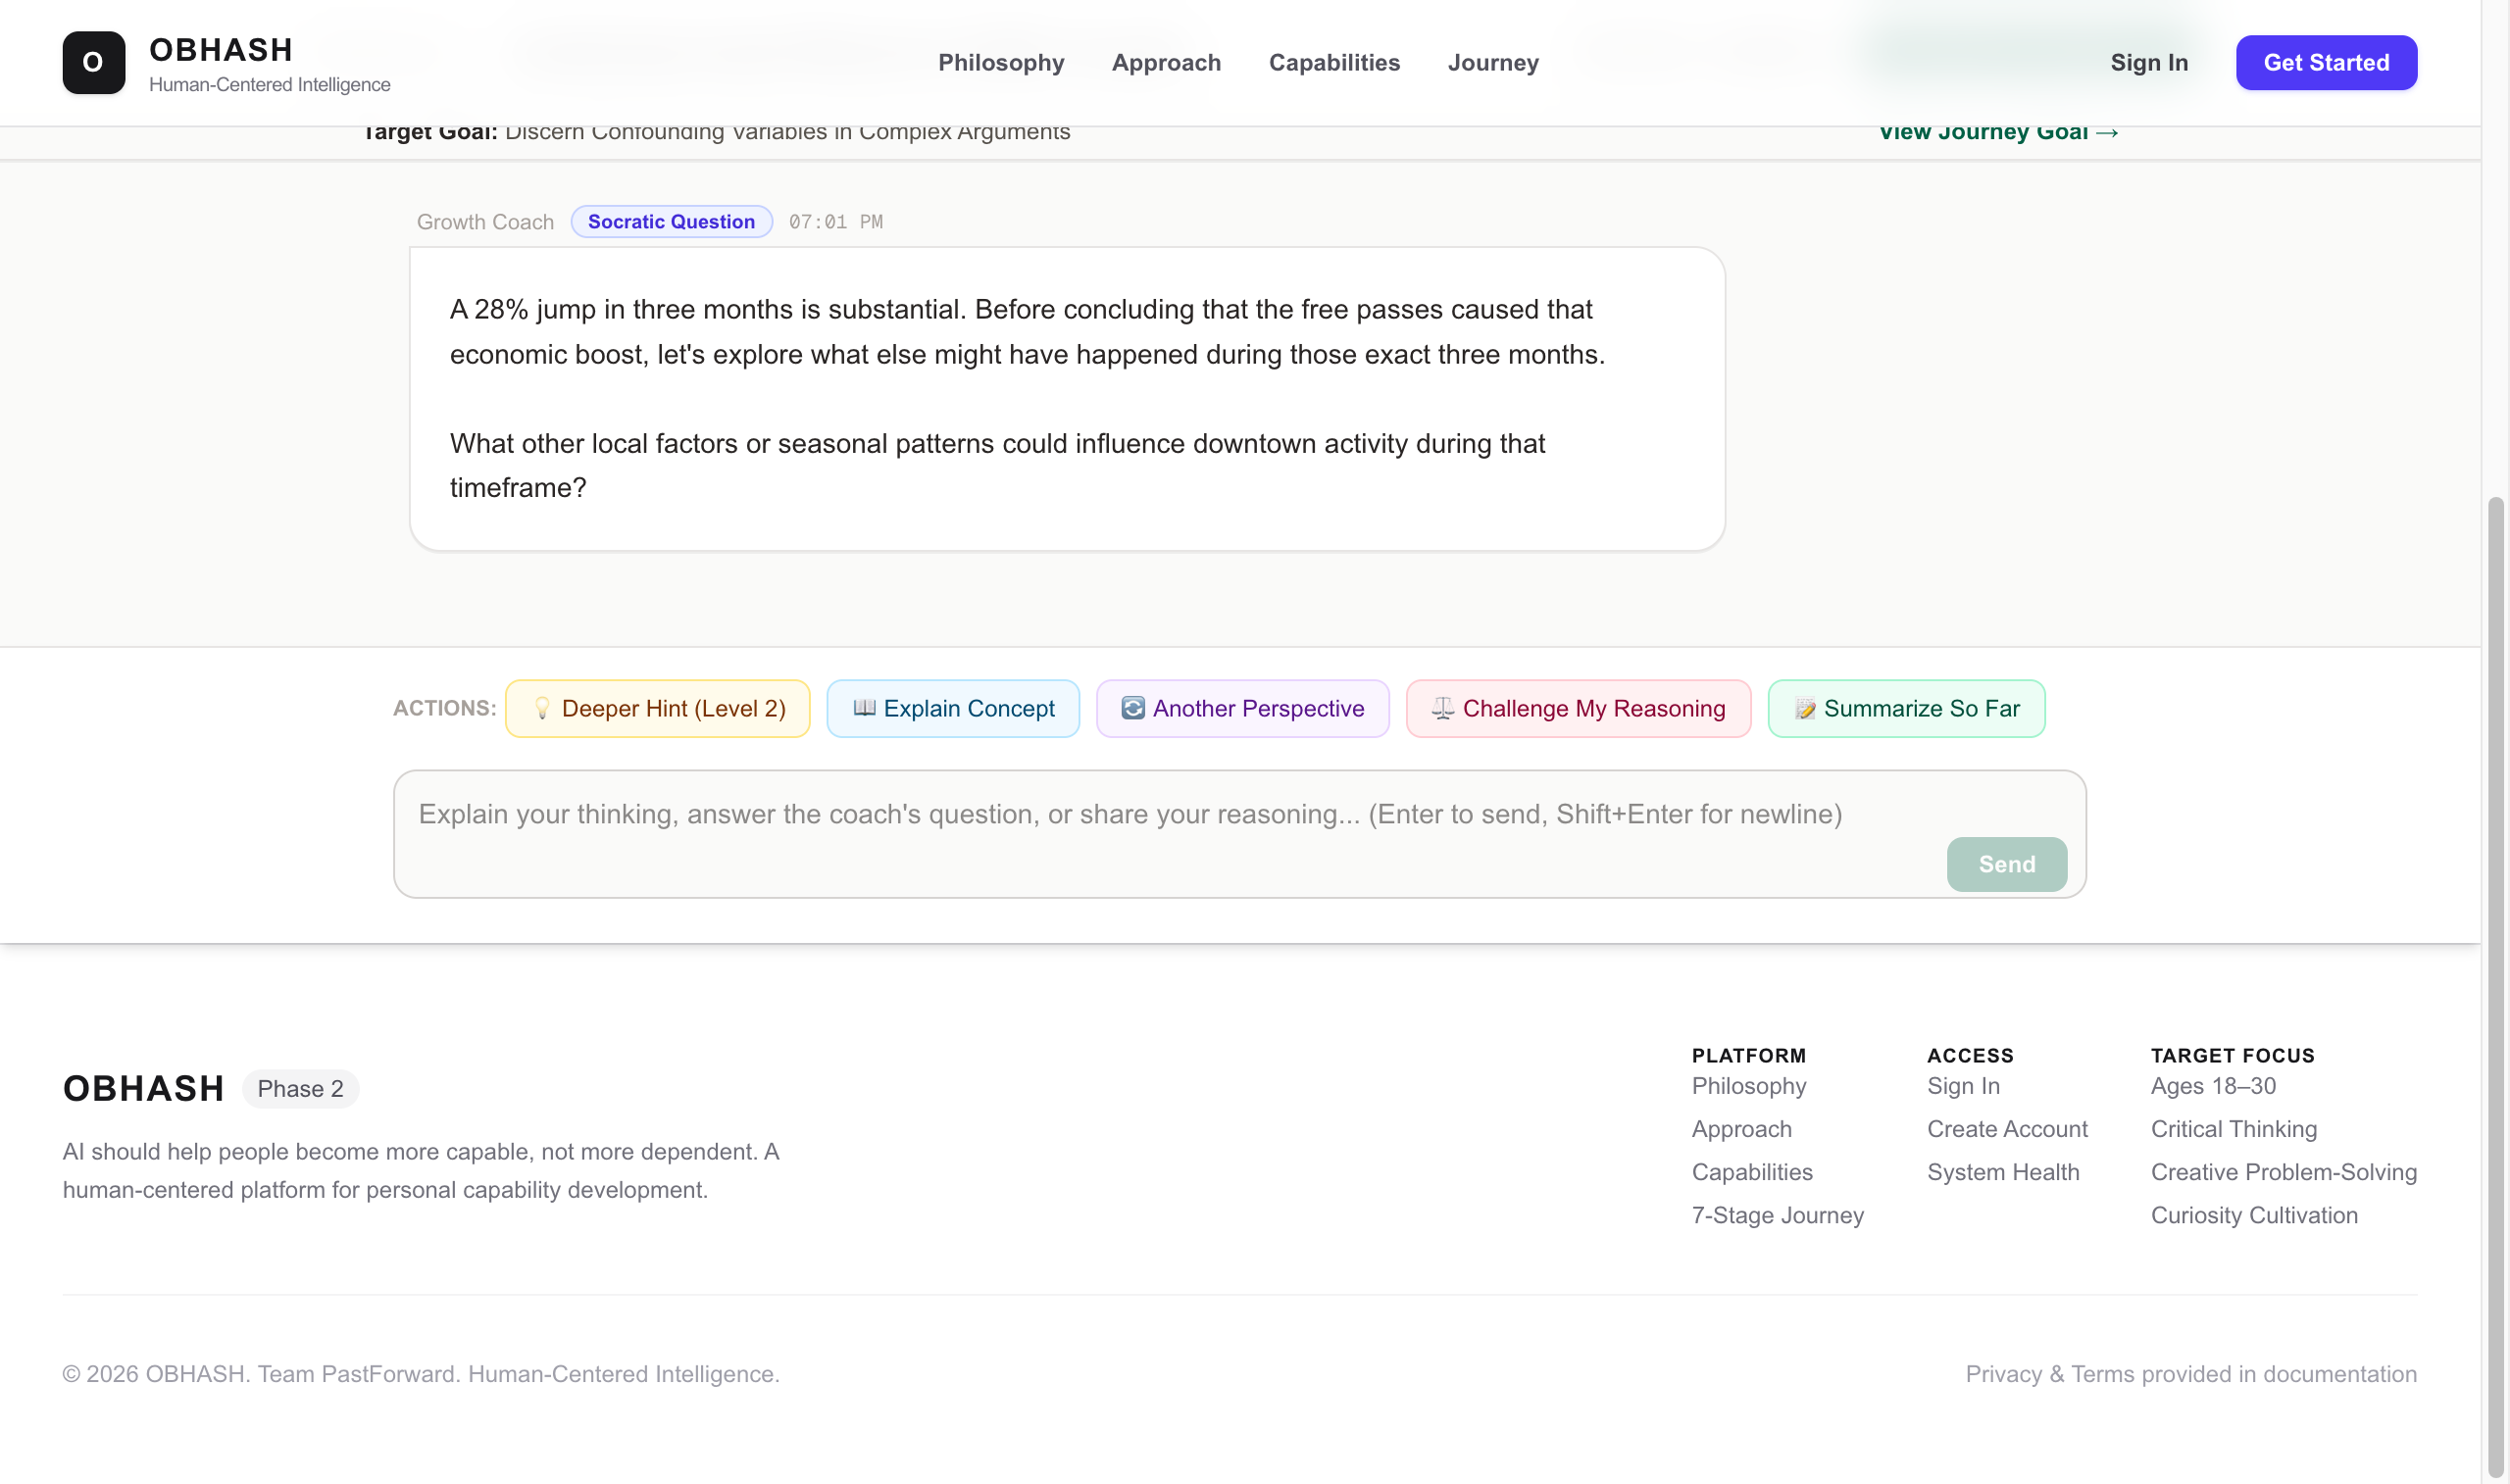 O
OBHASH
Human-Centered Intelligence
Philosophy
Approach
Capabilities
Journey
Sign In
Get Started
Target Goal: Discern Confounding Variables in Complex Arguments
View Journey Goal →
Growth Coach
Socratic Question
07:01 PM
A 28% jump in three months is substantial. Before concluding that the free passes caused that
economic boost, let's explore what else might have happened during those exact three months.
What other local factors or seasonal patterns could influence downtown activity during that
timeframe?
ACTIONS:
💡 Deeper Hint (Level 2)
📖 Explain Concept
🔄 Another Perspective
⚖️ Challenge My Reasoning
📝 Summarize So Far
Explain your thinking, answer the coach's question, or share your reasoning... (Enter to send, Shift+Enter for newline)
Send
OBHASH
Phase 2
AI should help people become more capable, not more dependent. A
human-centered platform for personal capability development.
PLATFORM
Philosophy
Approach
Capabilities
7-Stage Journey
ACCESS
Sign In
Create Account
System Health
TARGET FOCUS
Ages 18–30
Critical Thinking
Creative Problem-Solving
Curiosity Cultivation
© 2026 OBHASH. Team PastForward. Human-Centered Intelligence.
Privacy & Terms provided in documentation